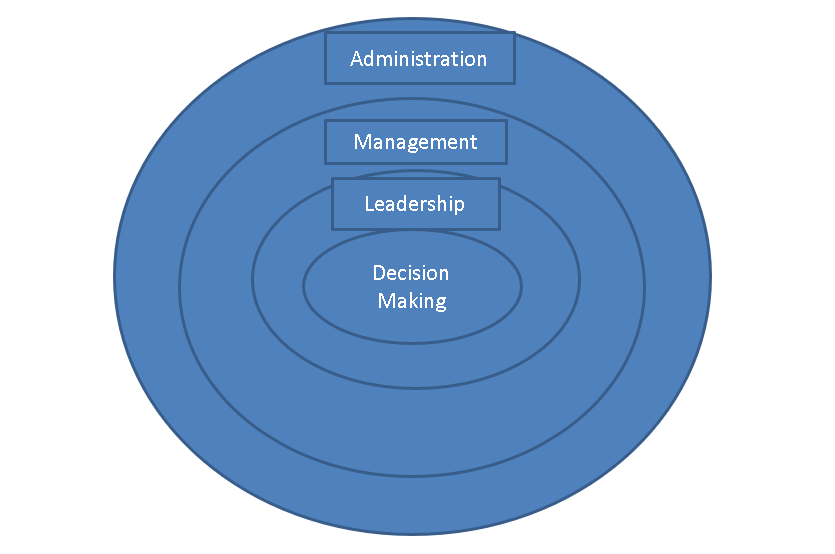 Administration
Management
Leadership
Decision
Making